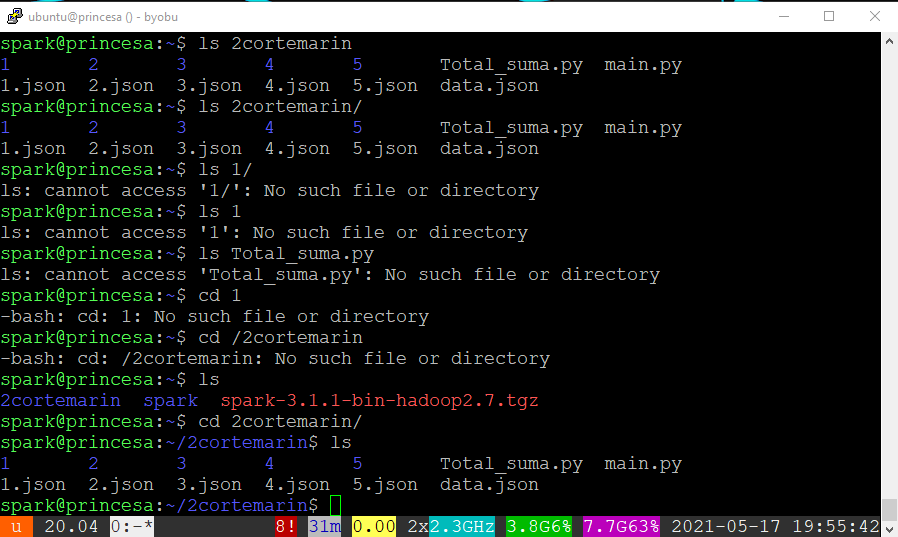 ubuntu@princesa () - byobu
spark@princesa:~$ ls 2cortemarin
1 2 3 4 5 Total_suma.py main.py
1.json 2.json 3.json 4.json 5.json data.json
spark@princesa:~$ ls 2cortemarin/
1 2 3 4 5 Total_suma.py main.py
1.json 2.json 3.json 4.json 5.json data.json
spark@princesa:~$ ls 1/
ls: cannot access '1/': No such file or directory
spark@princesa:~$ ls 1
ls: cannot access '1': No such file or directory
spark@princesa:~$ ls Total_suma.py
ls: cannot access 'Total_suma.py': No such file or directory
spark@princesa:~$ cd 1
-bash: cd: 1: No such file or directory
spark@princesa:~$ cd /2cortemarin
-bash: cd: /2cortemarin: No such file or directory
spark@princesa:~$ ls
2cortemarin spark spark-3.1.1-bin-hadoop2.7.tgz
spark@princesa:~$ cd 2cortemarin/
spark@princesa:~/2cortemarin$ ls
1 2 3 4 5 Total_suma.py main.py
1.json 2.json 3.json 4.json 5.json data.json
spark@princesa:~/2cortemarin$
u 20.04 0:-* 8! 31m 0.00 2x2.3GHz 3.8G6% 7.7G63% 2021-05-17 19:55:42